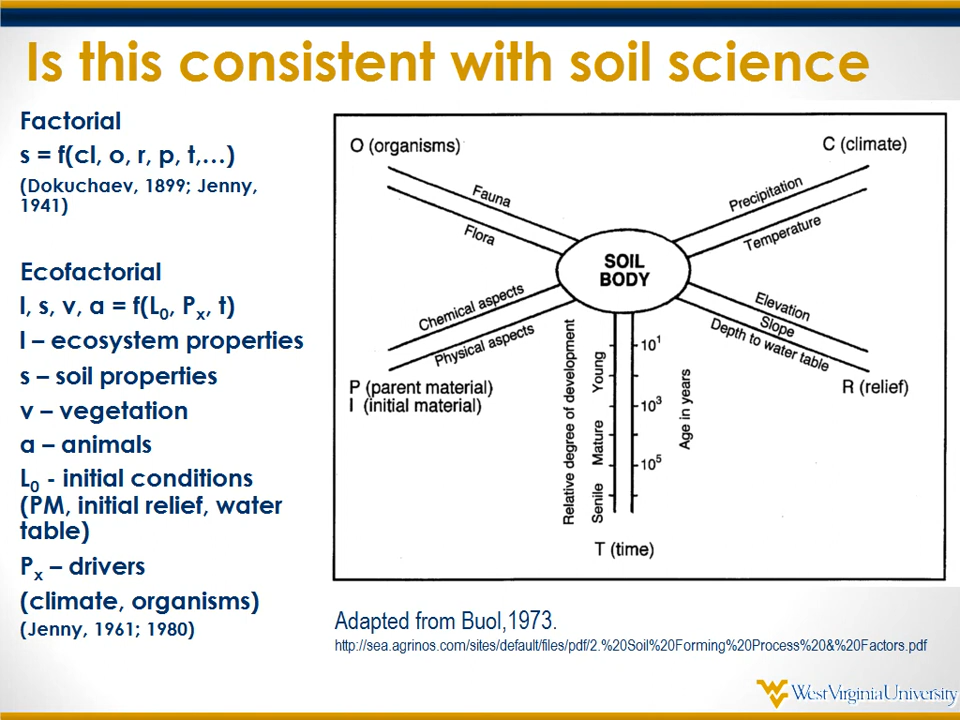 Is this consistent with soil science
Factorial
s = f(cl, o, r, p, t,…)
(Dokuchaev, 1899; Jenny,
1941)
Ecofactorial
l, s, v, a = f(L₀, Pₓ, t)
l – ecosystem properties
s – soil properties
v – vegetation
a – animals
L₀ - initial conditions
(PM, initial relief, water
table)
Pₓ – drivers
(climate, organisms)
(Jenny, 1961; 1980)
O (organisms)
C (climate)
Fauna
Flora
Precipitation
Temperature
SOIL
BODY
Chemical aspects
Physical aspects
Elevation
Slope
Depth to water table
P (parent material)
I (initial material)
R (relief)
Relative degree of development
Young
Mature
Senile
10¹
10³
10⁵
Age in years
T (time)
Adapted from Buol,1973.
http://sea.agrinos.com/sites/default/files/pdf/2.%20Soil%20Forming%20Process%20&%20Factors.pdf
WestVirginiaUniversity